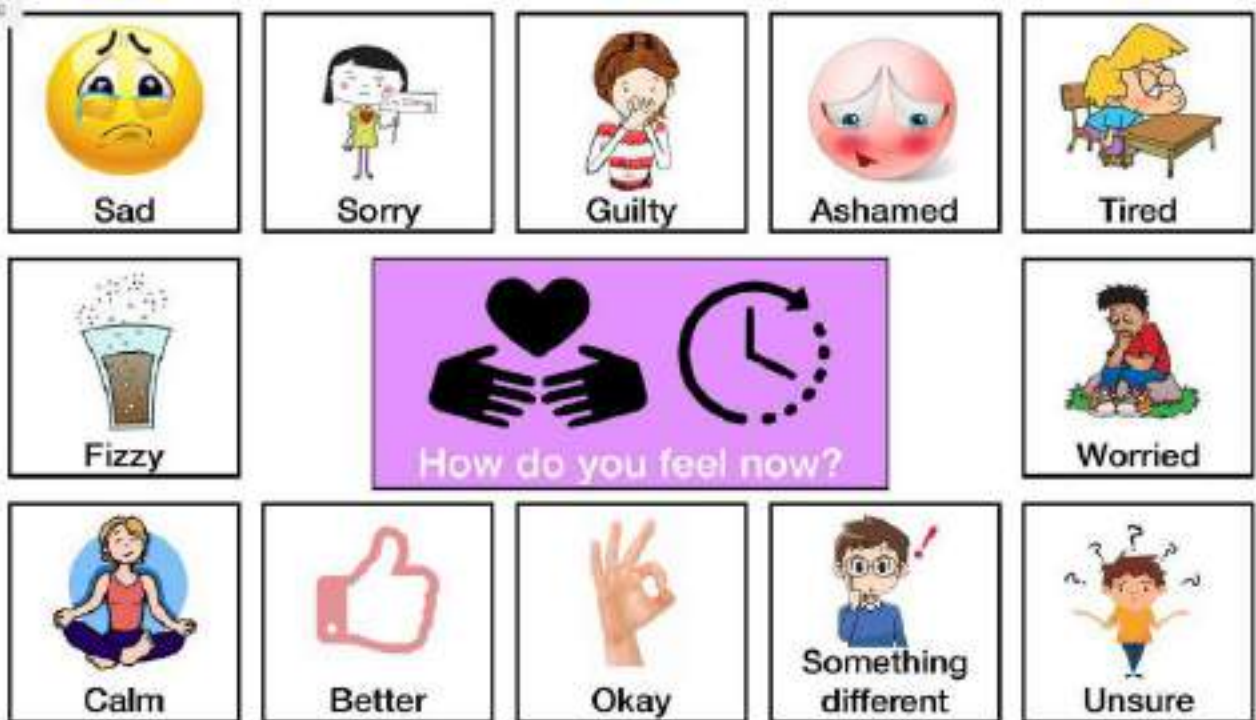 Sad
Sorry
Guilty
Ashamed
Tired
Fizzy
How do you feel now?
Worried
Calm
Better
Okay
Something
different
Unsure